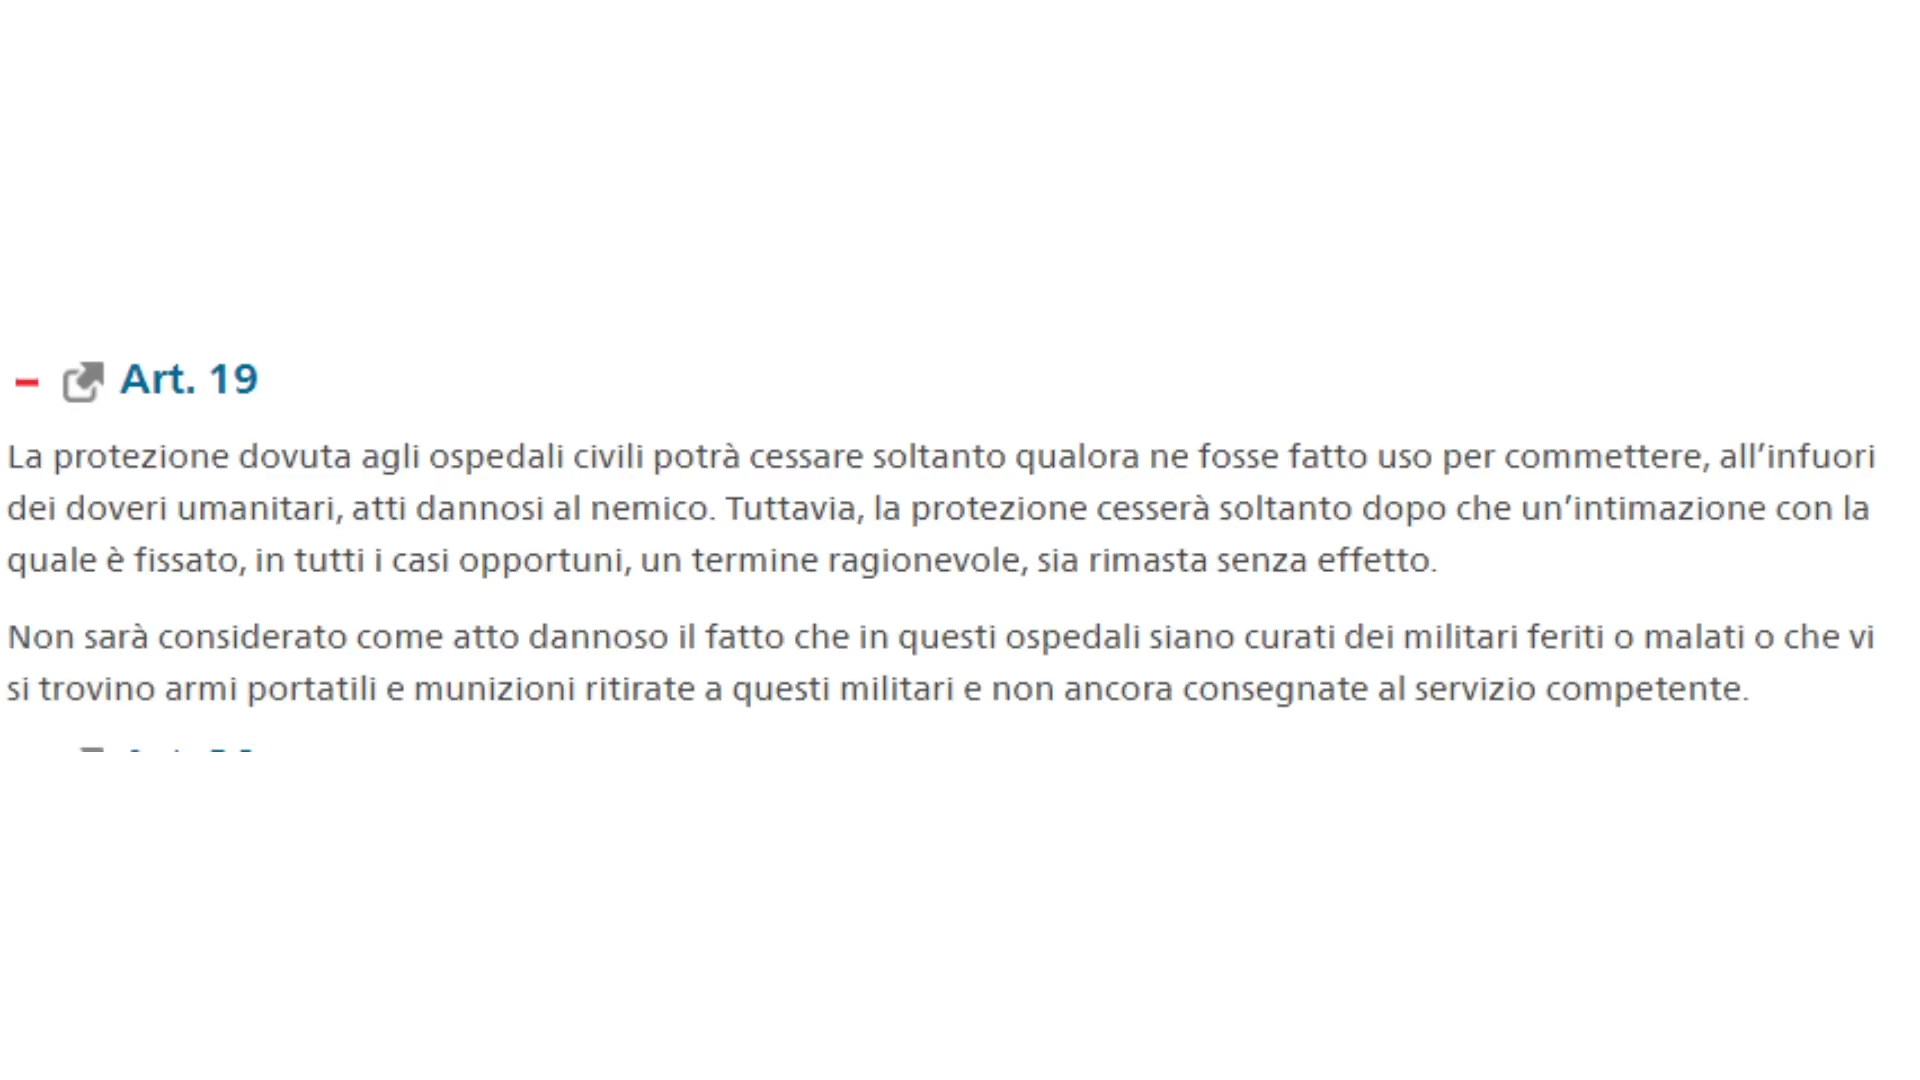 Art. 19
La protezione dovuta agli ospedali civili potrà cessare soltanto qualora ne fosse fatto uso per commettere, all’infuori
dei doveri umanitari, atti dannosi al nemico. Tuttavia, la protezione cesserà soltanto dopo che un’intimazione con la
quale è fissato, in tutti i casi opportuni, un termine ragionevole, sia rimasta senza effetto.
Non sarà considerato come atto dannoso il fatto che in questi ospedali siano curati dei militari feriti o malati o che vi
si trovino armi portatili e munizioni ritirate a questi militari e non ancora consegnate al servizio competente.